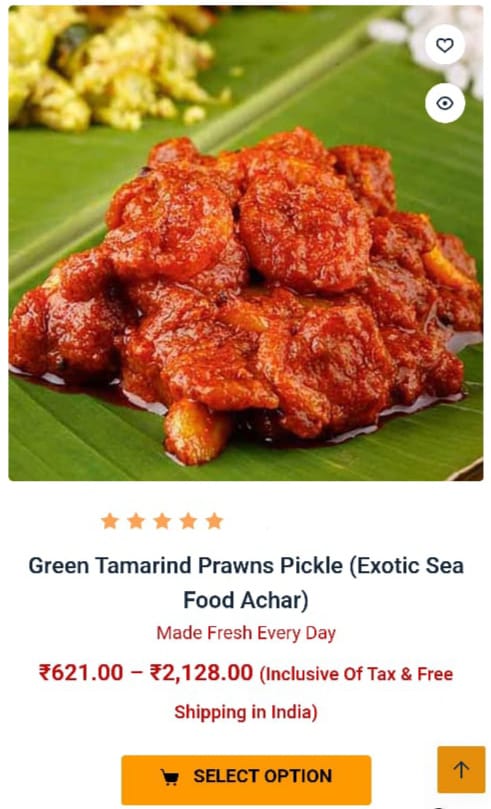 Green Tamarind Prawns Pickle (Exotic Sea
Food Achar)
Made Fresh Every Day
₹621.00 – ₹2,128.00 (Inclusive Of Tax & Free
Shipping in India)
SELECT OPTION